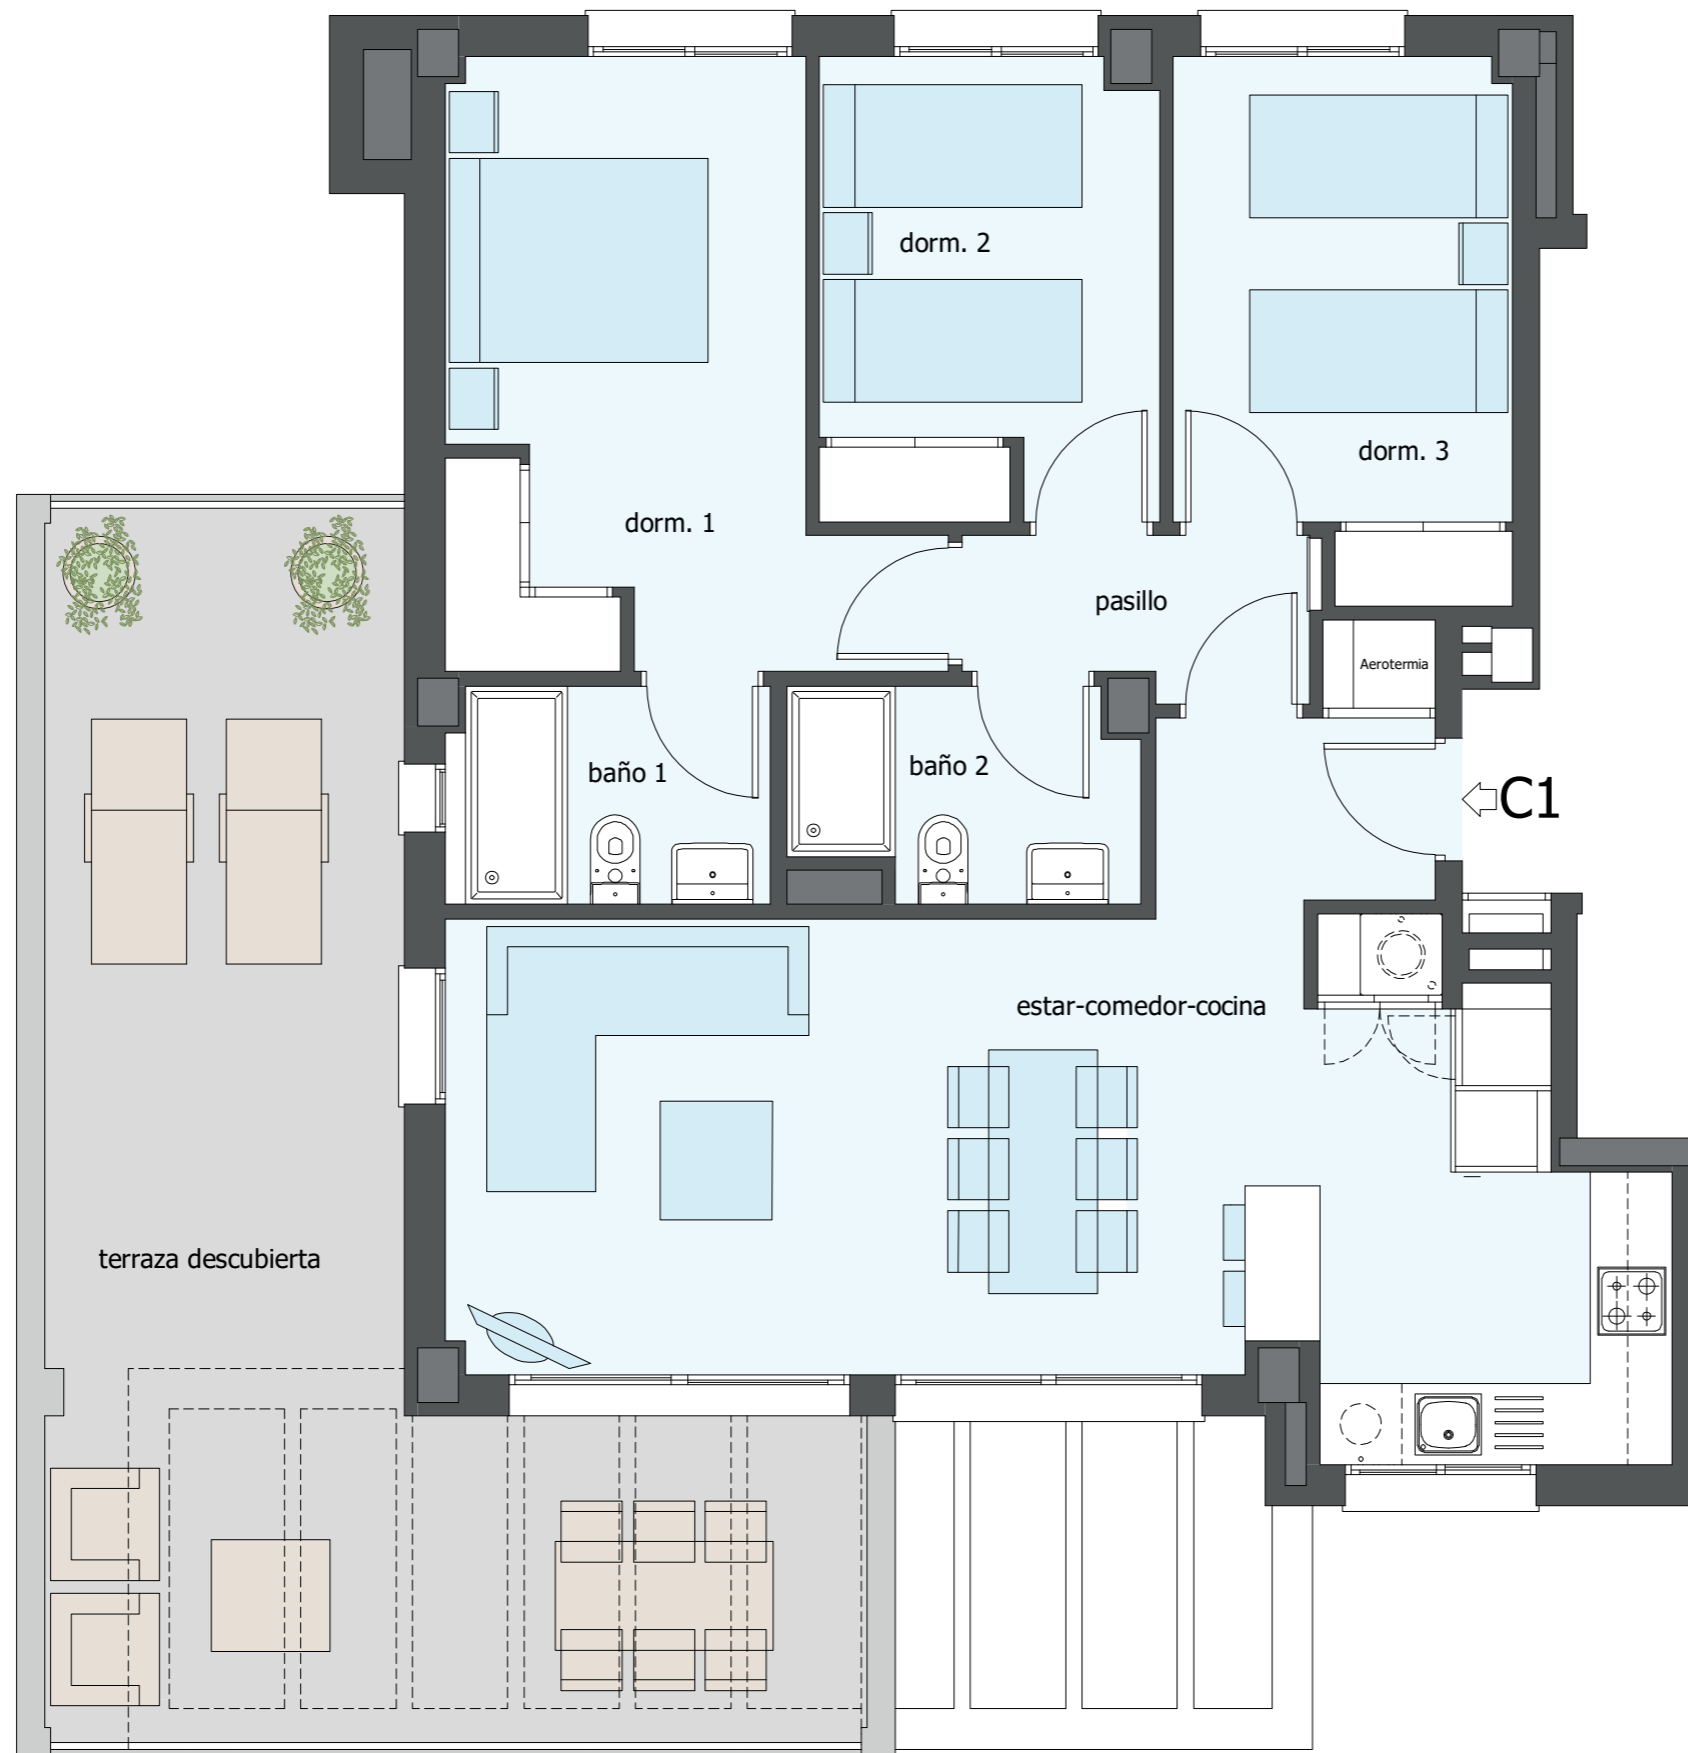 dorm. 2
dorm. 3
dorm. 1
pasillo
Aerotermia
baño 1
baño 2
C1
estar-comedor-cocina
terraza descubierta